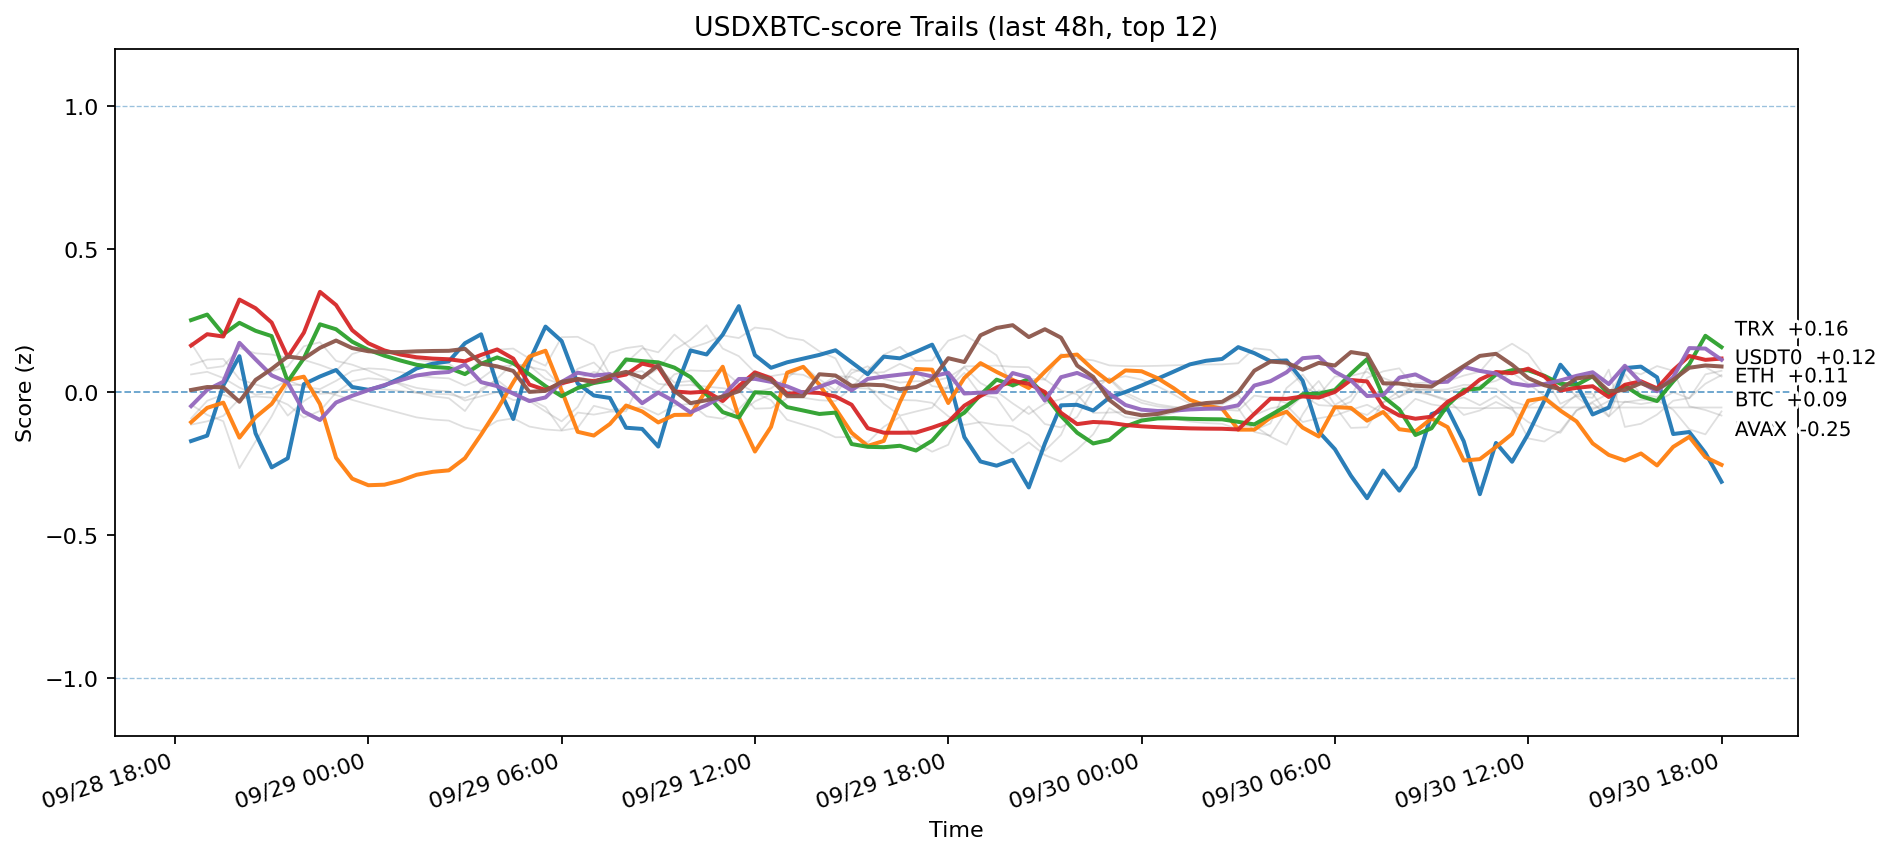 USDXBTC-score Trails (last 48h, top 12)
Score (z)
1.0
0.5
0.0
−0.5
−1.0
TRX +0.16
USDT0 +0.12
ETH +0.11
BTC +0.09
AVAX -0.25
09/28 18:00
09/29 00:00
09/29 06:00
09/29 12:00
09/29 18:00
09/30 00:00
09/30 06:00
09/30 12:00
09/30 18:00
Time